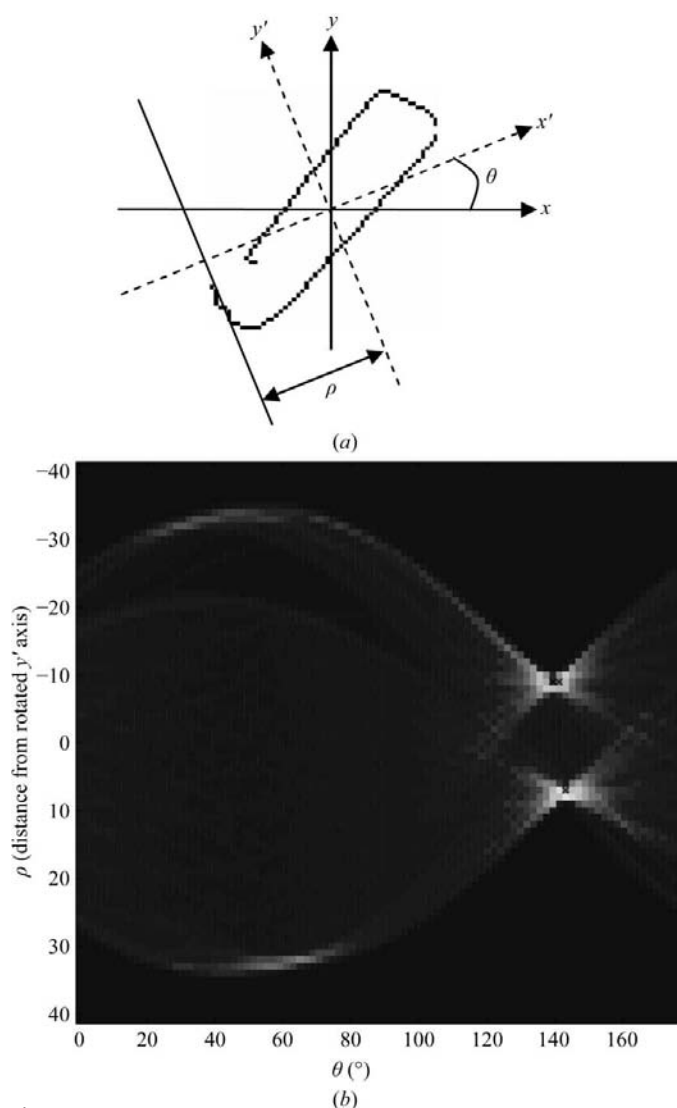 y′
y
x′
θ
x
ρ
(a)
−40
−30
−20
−10
0
10
20
30
40
ρ (distance from rotated y′ axis)
0
20
40
60
80
100
120
140
160
θ (°)
(b)